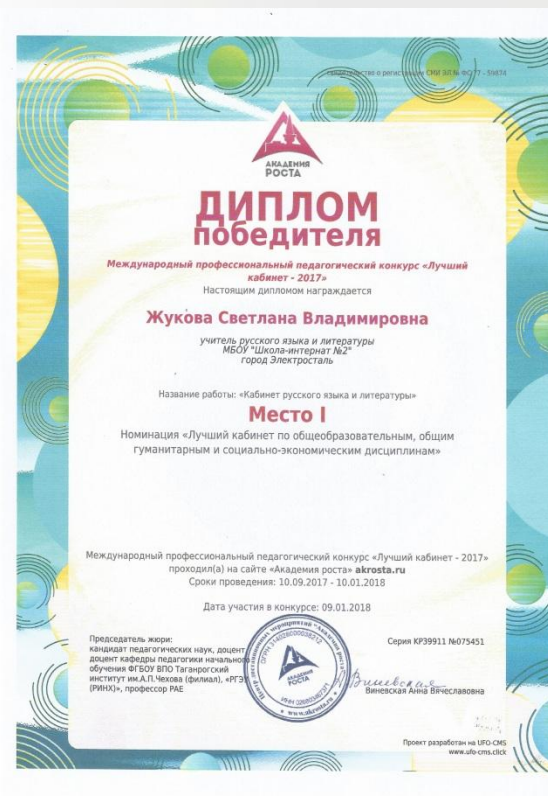 свидетельство о регистрации СМИ ЭЛ № ФС 77 -
АКАДЕМИЯ
РОСТА
ДИПЛОМ
победителя
Международный профессиональный педагогический конкурс «Лучший
кабинет - 2017»
Настоящим дипломом награждается
Жукова Светлана Владимировна
учитель русского языка и литературы
МБОУ "Школа-интернат №2"
город Электросталь
Название работы: «Кабинет русского языка и литературы»
Место I
Номинация «Лучший кабинет по общеобразовательным, общим
гуманитарным и социально-экономическим дисциплинам»
Международный профессиональный педагогический конкурс «Лучший кабинет - 2017»
проходил(а) на сайте «Академия роста» akrosta.ru
Сроки проведения: 10.09.2017 - 10.01.2018
Дата участия в конкурсе: 09.01.2018
Председатель жюри:
кандидат педагогических наук, доцент,
доцент кафедры педагогики начального
обучения ФГБОУ ВПО Таганрогский
институт им.А.П.Чехова (филиал), «РГЭУ
(РИНХ)», профессор РАЕ
АКАДЕМИЯ
РОСТА
Серия КР39911 №075451
Виневская
Виневская Анна Вячеславовна
Проект разработан на UFO-CMS
www.ufo-cms.click